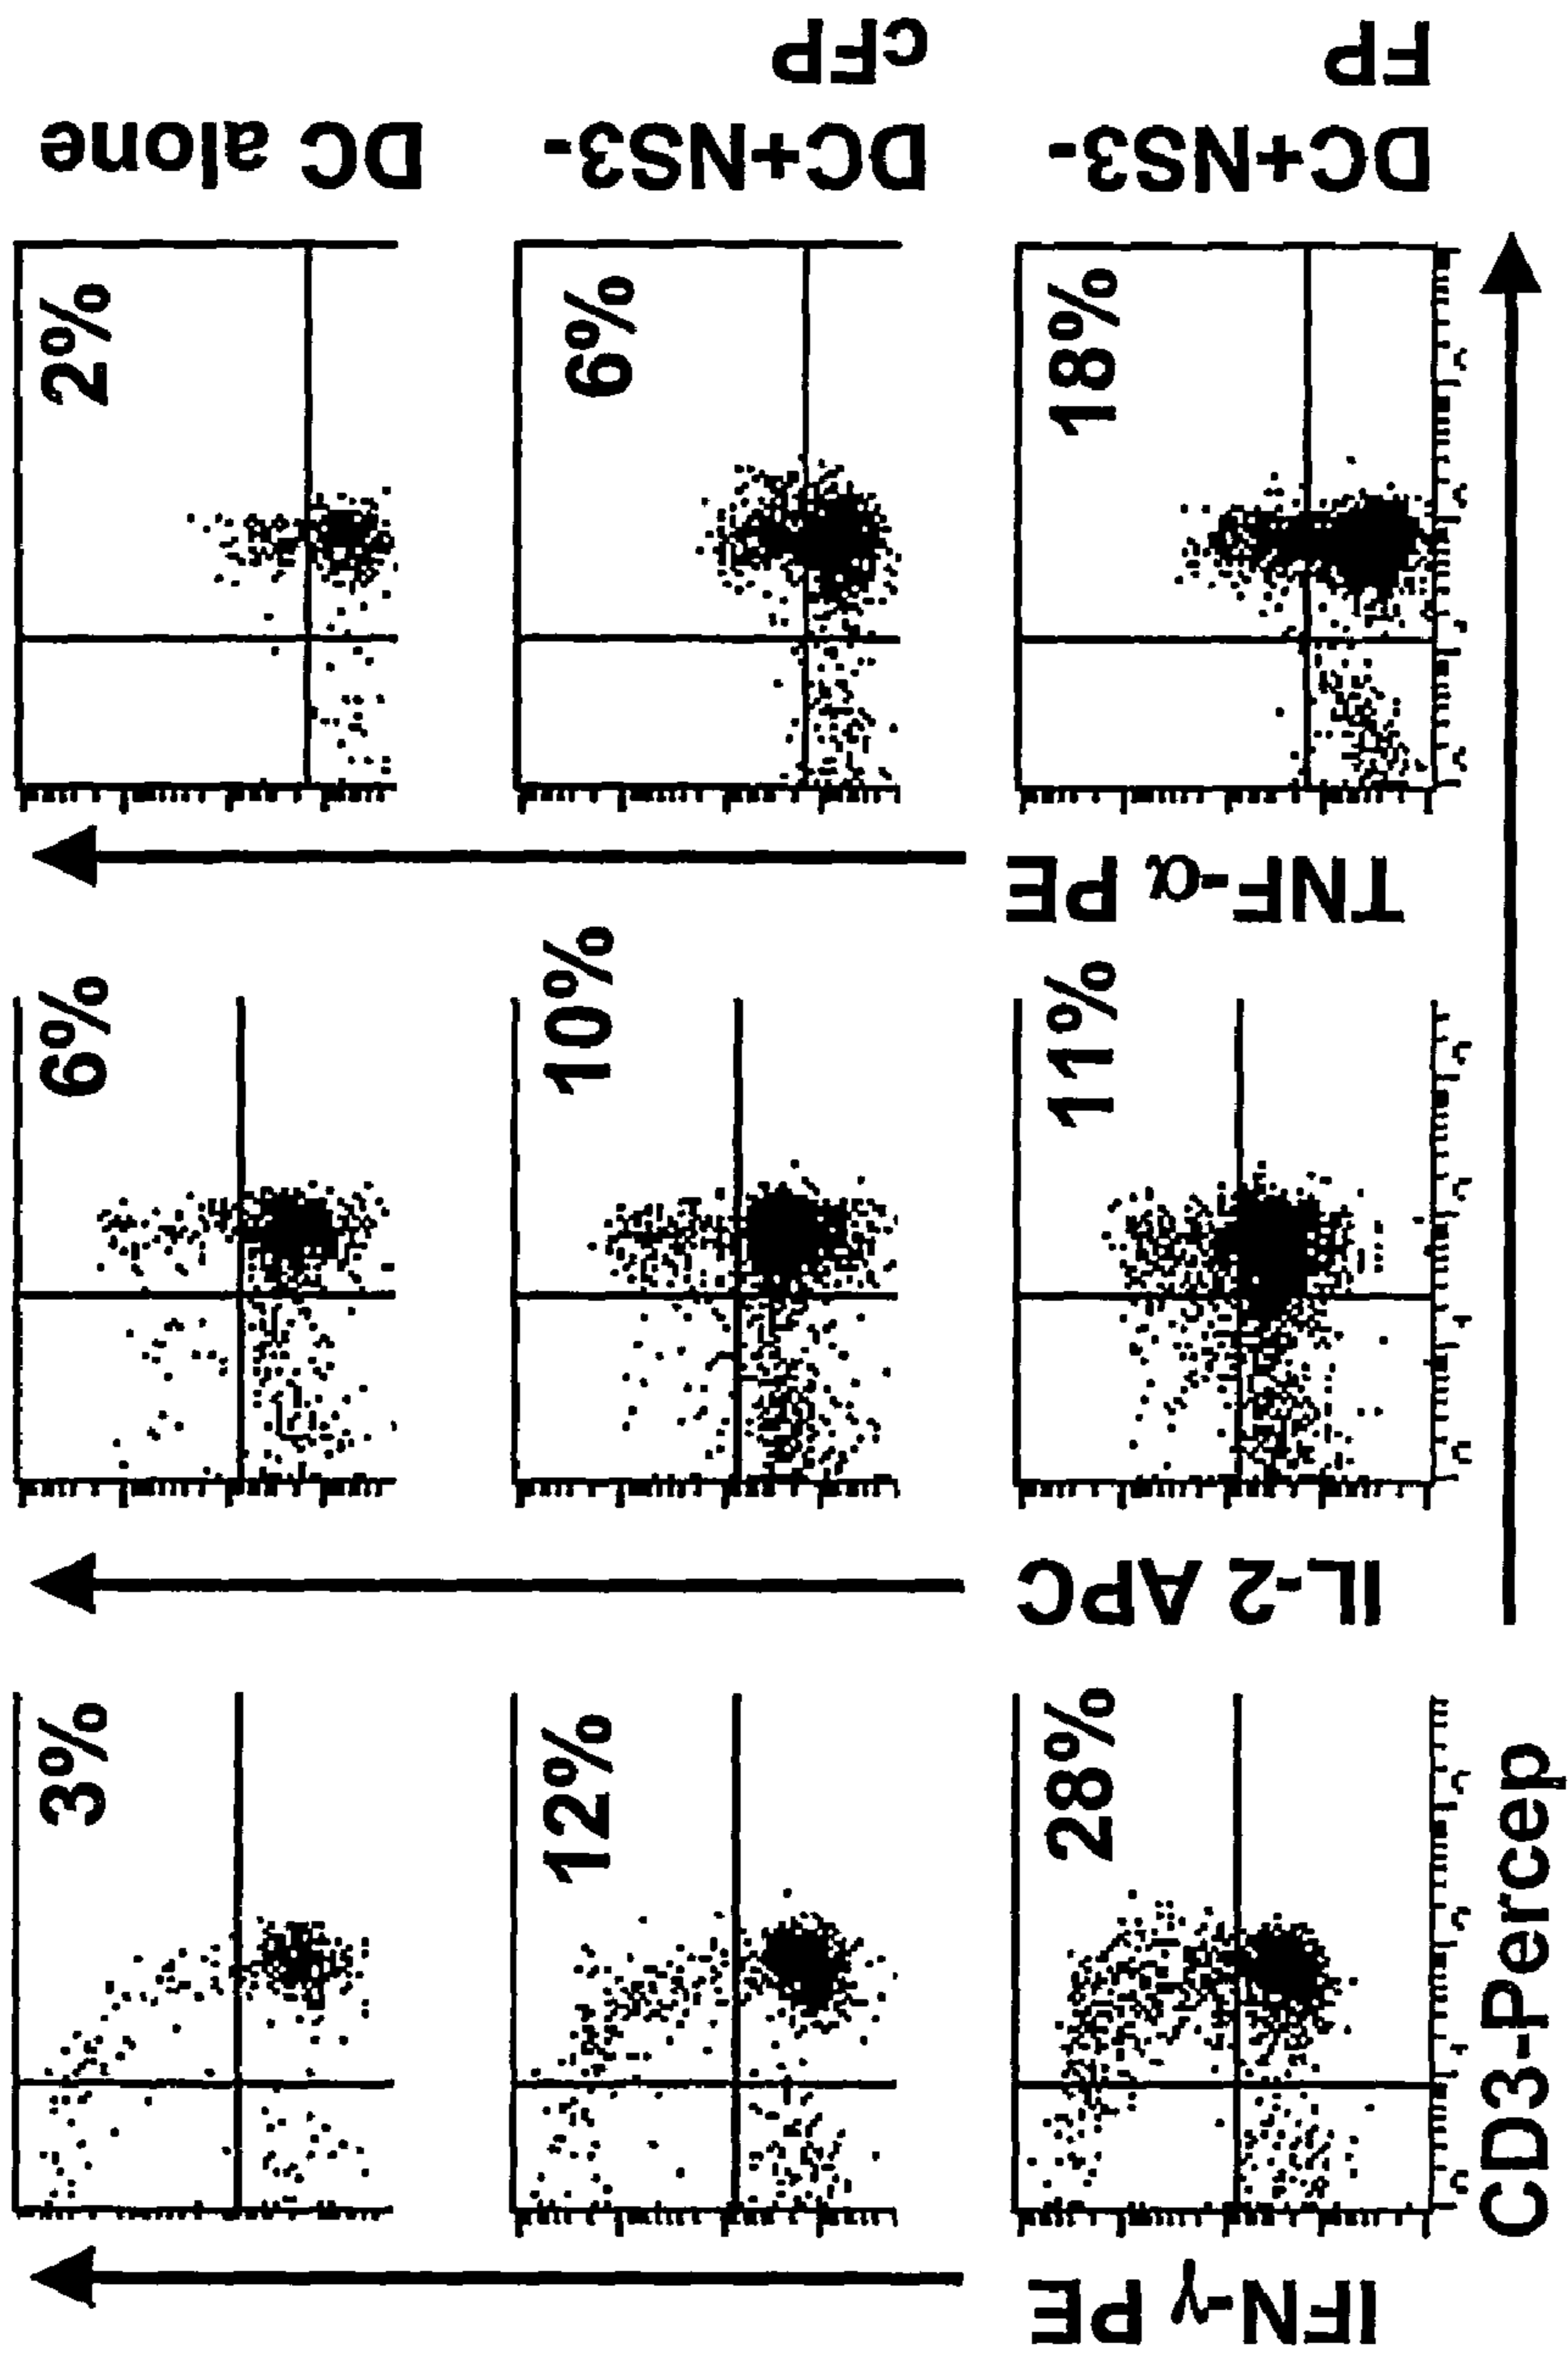 3%
6%
2%
DC alone
12%
10%
6%
DC+NS3-
cFP
28%
11%
18%
DC+NS3-
FP
IFN-γ PE
IL-2 APC
TNF-α PE
CD3-Percep